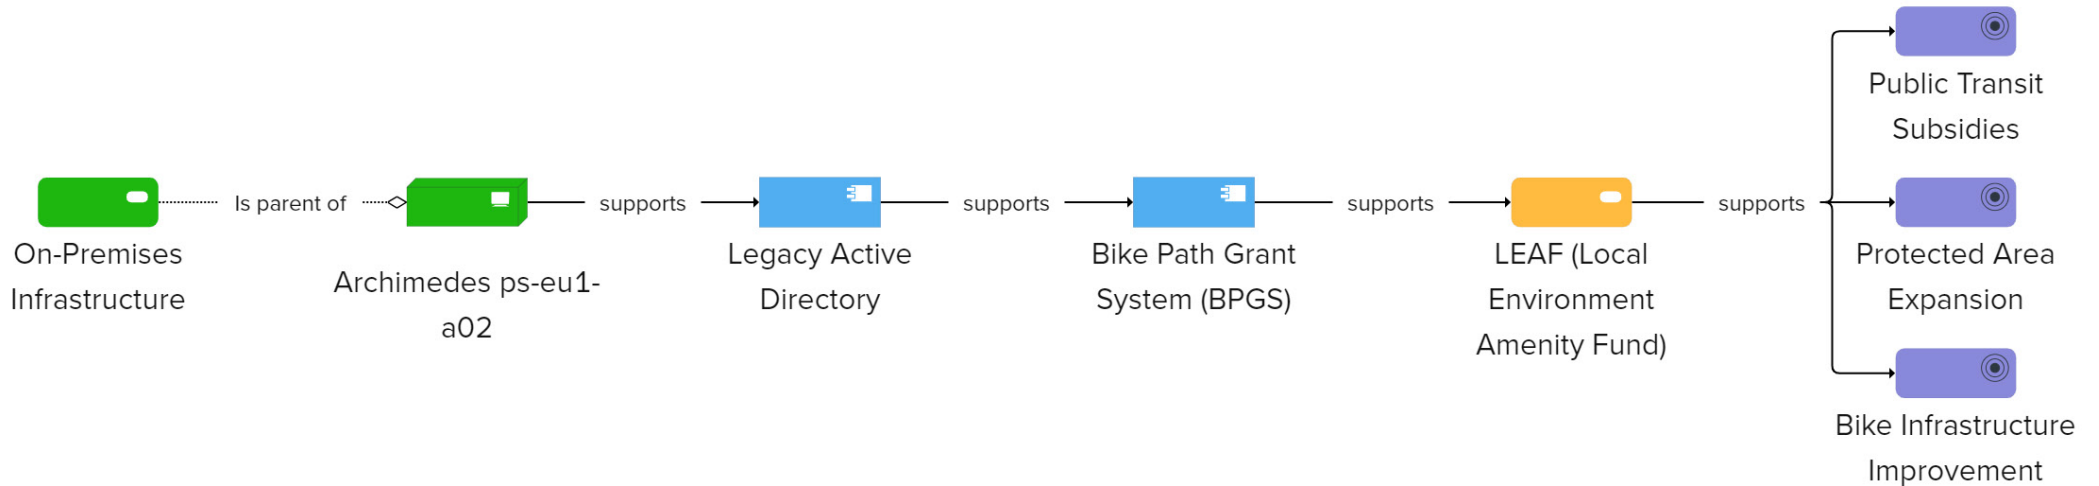 On-Premises
Infrastructure
Is parent of
Archimedes ps-eu1-
a02
supports
Legacy Active
Directory
supports
Bike Path Grant
System (BPGS)
supports
LEAF (Local
Environment
Amenity Fund)
supports
Public Transit
Subsidies
Protected Area
Expansion
Bike Infrastructure
Improvement